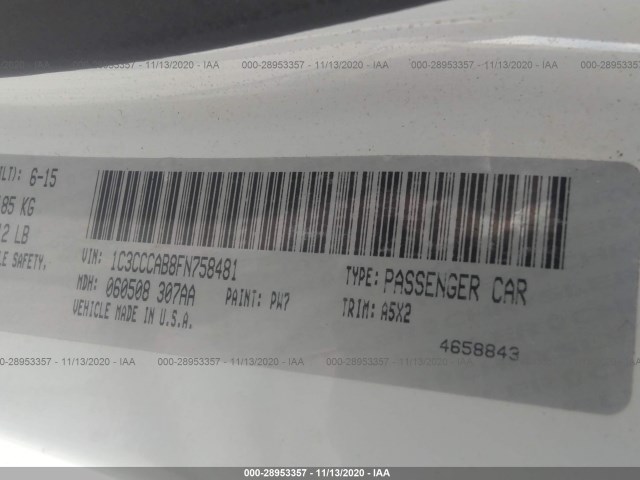 000-28953357 - 11/13/2020 - IAA
000-28953357 - 11/13/2020 - IAA
000-28953357 - 11/13/2020 - IAA
6-15
85 KG
2 LB
LE SAFETY.
VIN: 1C3CCCAB8FN758481
TYPE: PASSENGER CAR
MDH: 060508 307AA
PAINT: PW7
TRIM: A5X2
VEHICLE MADE IN U.S.A.
4658843
000-28953357 - 11/13/2020 - IAA
000-28953357 - 11/13/2020 - IAA
000-28953357 - 11/13/2020 - IAA
000-28953357 - 11/13/2020 - IAA